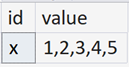 id value
x 1,2,3,4,5